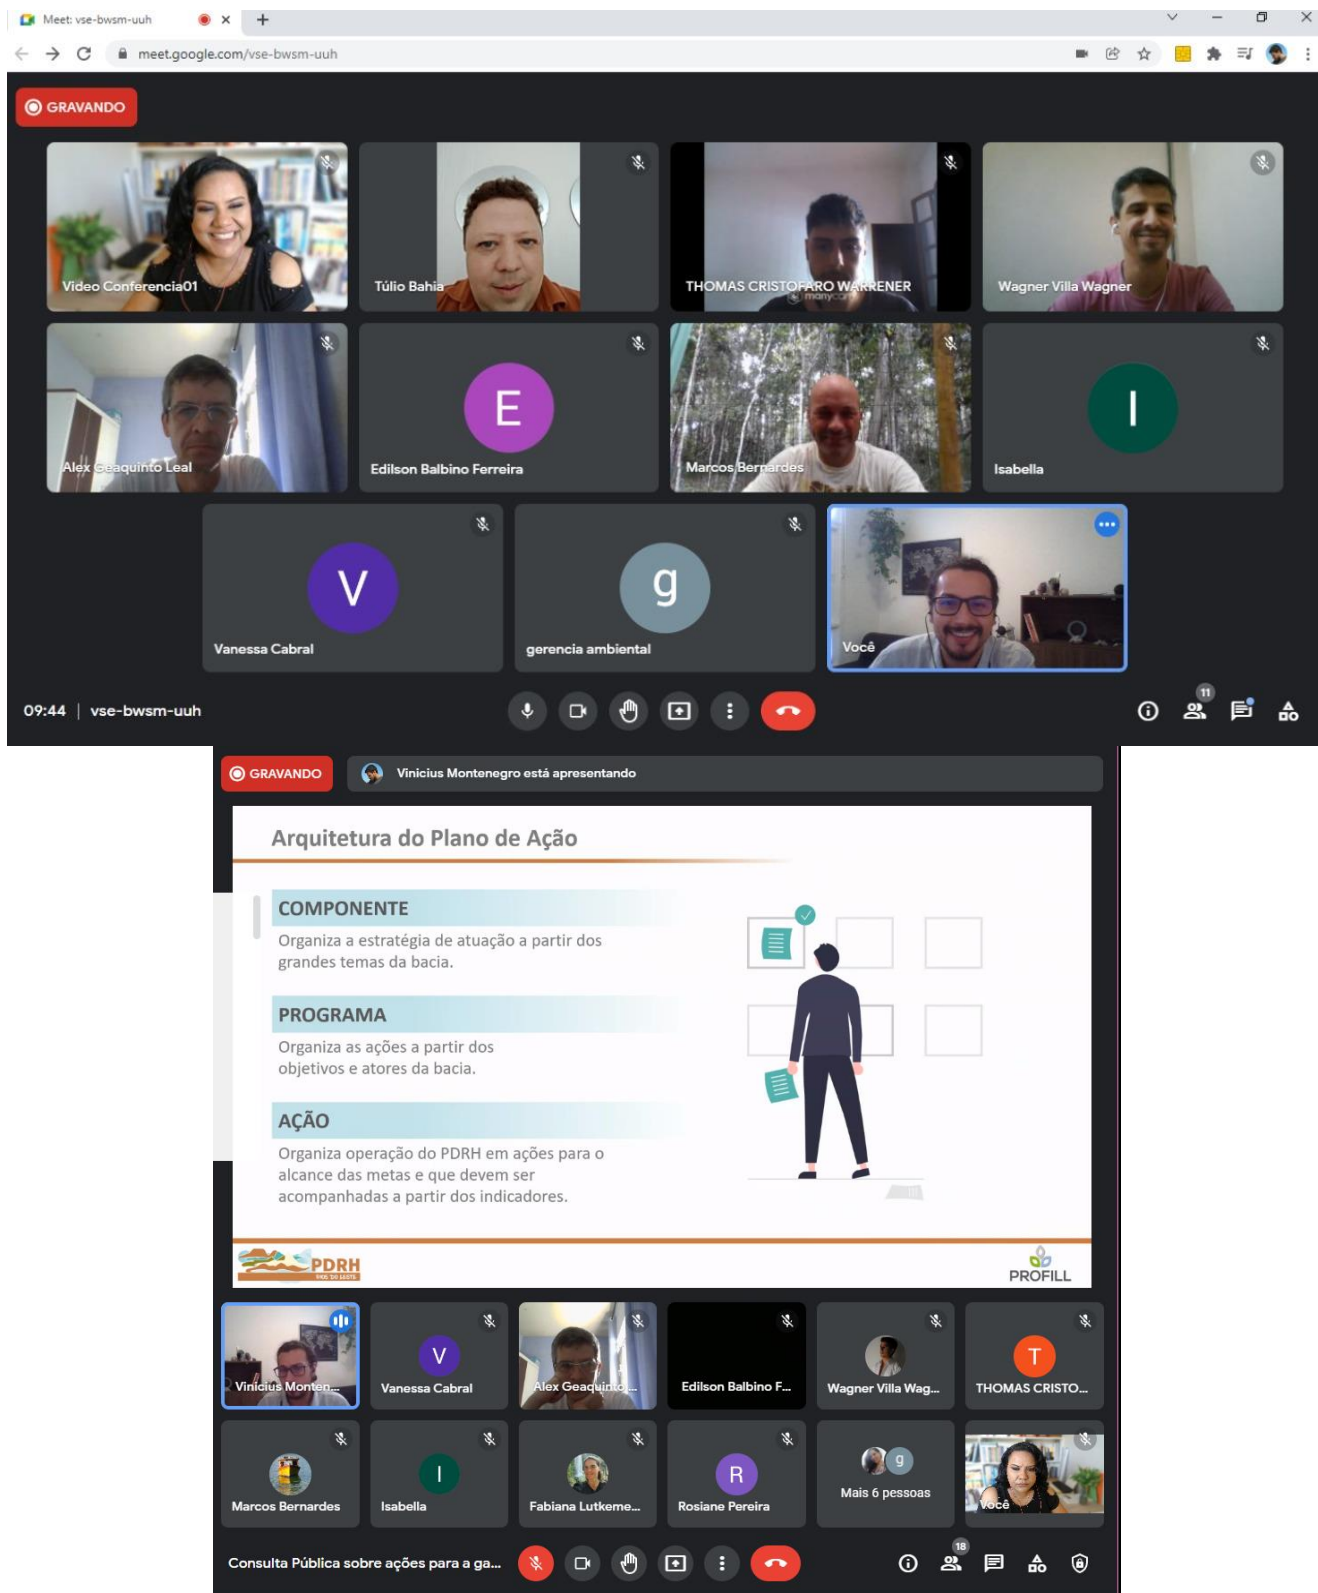 Meet: vse-bwsm-uuh
meet.google.com/vse-bwsm-uuh
GRAVANDO
Video Conferencia01
Túlio Bahia
THOMAS CRISTOFARO WARRENER
manycam
Wagner Villa Wagner
Alex Geaquinto Leal
E
Edilson Balbino Ferreira
Marcos Bernardes
I
Isabella
V
Vanessa Cabral
g
gerencia ambiental
Você
09:44 | vse-bwsm-uuh
11
GRAVANDO
Vinicius Montenegro está apresentando
Arquitetura do Plano de Ação
COMPONENTE
Organiza a estratégia de atuação a partir dos
grandes temas da bacia.
PROGRAMA
Organiza as ações a partir dos
objetivos e atores da bacia.
AÇÃO
Organiza operação do PDRH em ações para o
alcance das metas e que devem ser
acompanhadas a partir dos indicadores.
PDRH
RIOS DO LESTE
PROFILL
Vinicius Monten...
V
Vanessa Cabral
Alex Geaquinto ...
Edilson Balbino F...
Wagner Villa Wag...
T
THOMAS CRISTO...
Marcos Bernardes
I
Isabella
Fabiana Lutkeme...
R
Rosiane Pereira
g
Mais 6 pessoas
Você
Consulta Pública sobre ações para a ga...
18